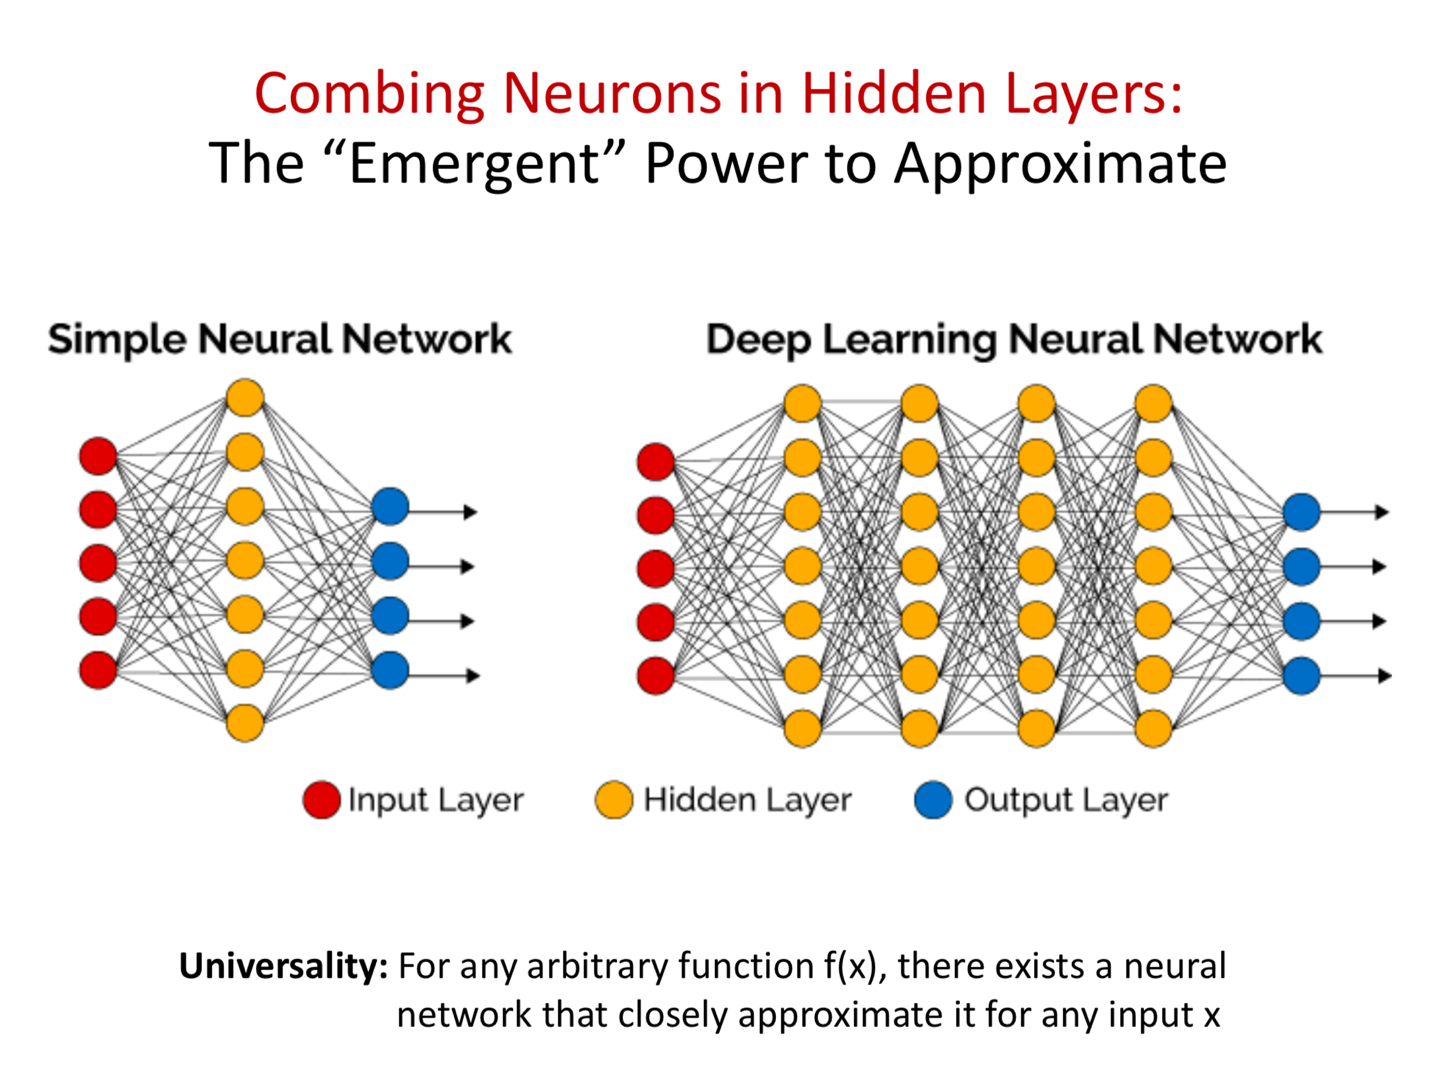 Combing Neurons in Hidden Layers:
The “Emergent” Power to Approximate
Simple Neural Network
Deep Learning Neural Network
Input Layer
Hidden Layer
Output Layer
Universality: For any arbitrary function f(x), there exists a neural
network that closely approximate it for any input x